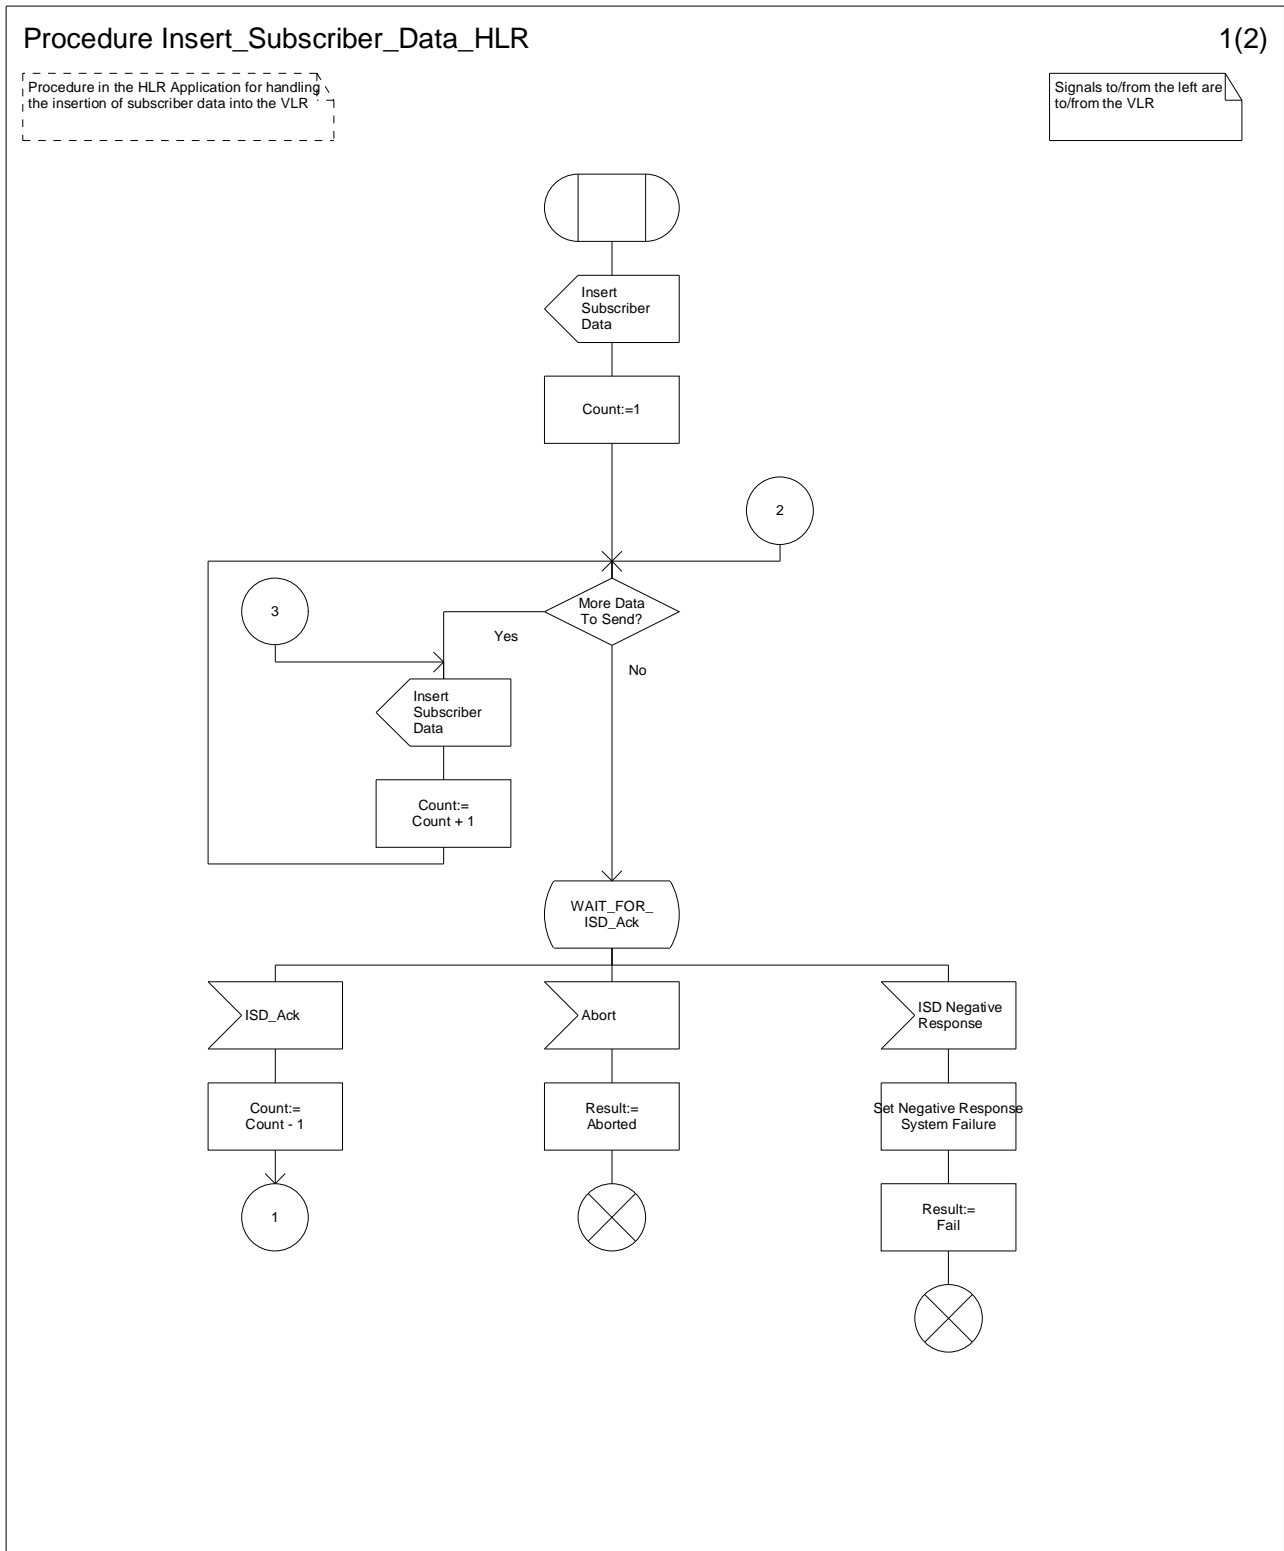 Procedure Insert_Subscriber_Data_HLR
1(2)
Procedure in the HLR Application for handling
the insertion of subscriber data into the VLR
Signals to/from the left are
to/from the VLR
Insert
Subscriber
Data
Count:=1
2
3
More Data
To Send?
Yes
No
Insert
Subscriber
Data
Count:=
Count + 1
WAIT_FOR_
ISD_Ack
ISD_Ack
Abort
ISD Negative
Response
Count:=
Count - 1
Result:=
Aborted
Set Negative Response
System Failure
1
Result:=
Fail